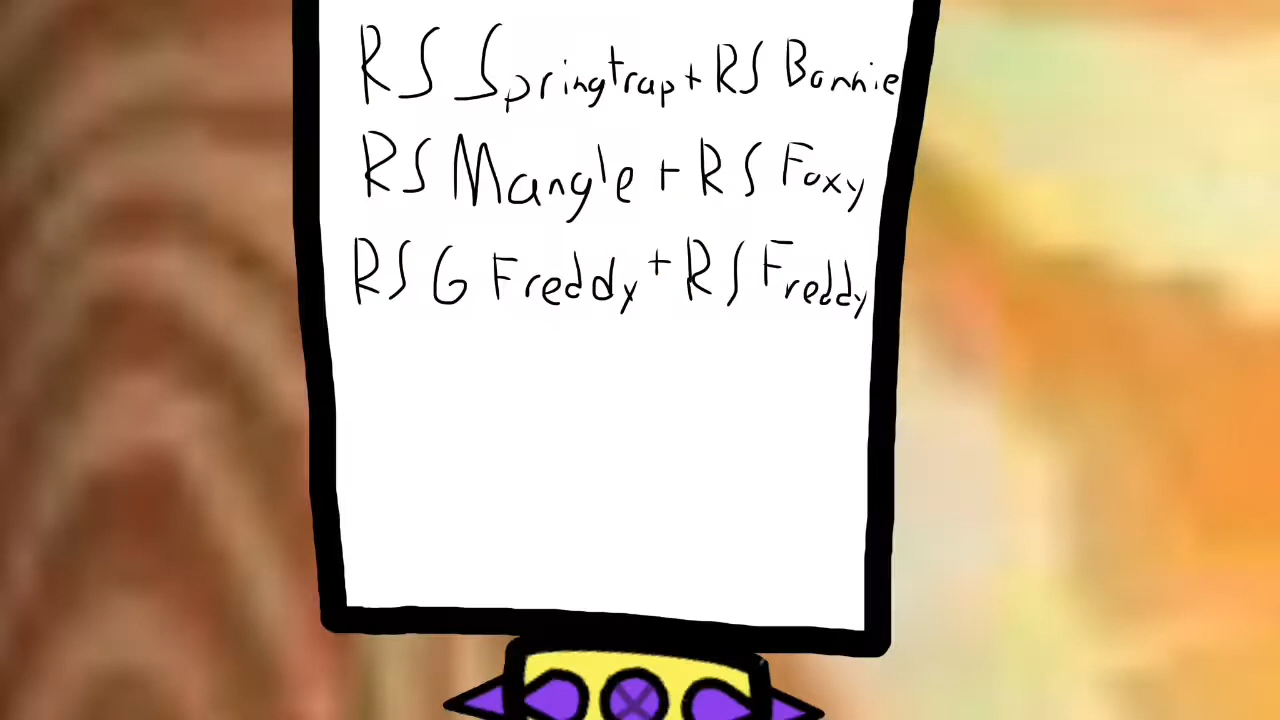 RS Springtrap + RS Bonnie
RS Mangle + RS Foxy
RS G Freddy + RS Freddy